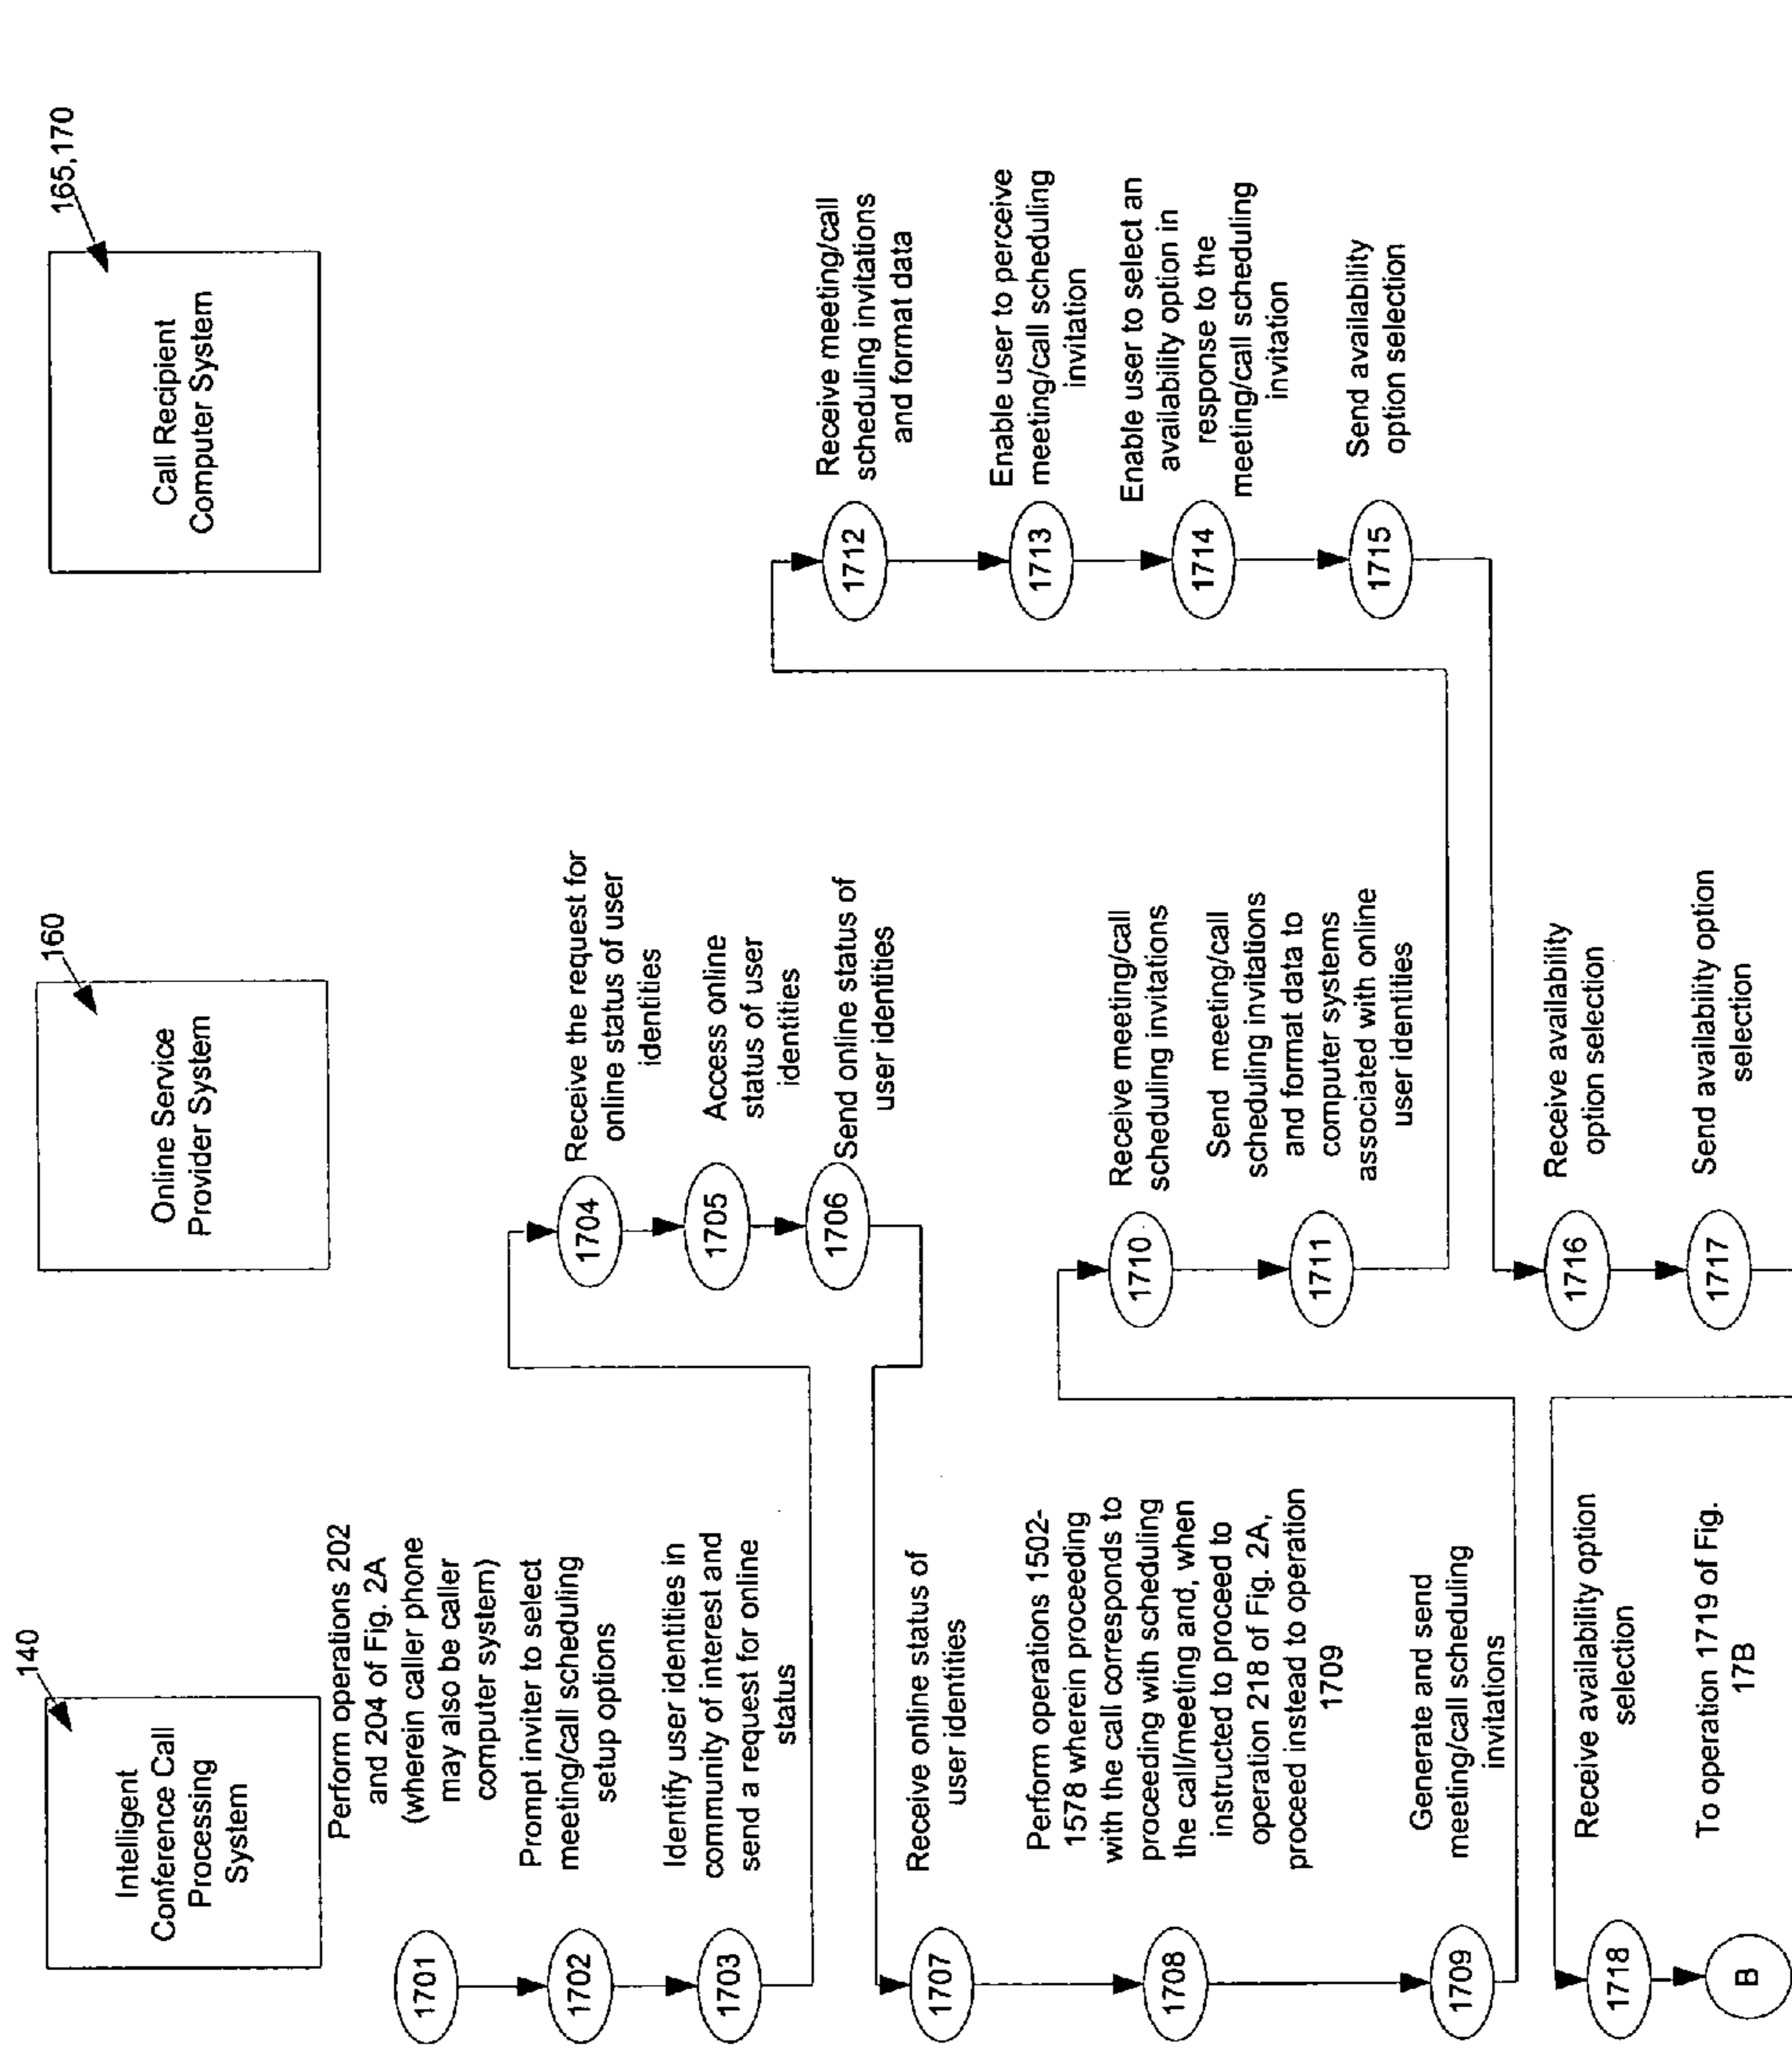 140
Intelligent
Conference Call
Processing
System
160
Online Service
Provider System
165,170
Call Recipient
Computer System
1701
Perform operations 202
and 204 of Fig. 2A
(wherein caller phone
may also be caller
computer system)
1702
Prompt inviter to select
meeting/call scheduling
setup options
1703
Identify user identities in
community of interest and
send a request for online
status
1704
Receive the request for
online status of user
identities
1705
Access online
status of user
identities
1706
Send online status of
user identities
1707
Receive online status of
user identities
1708
Perform operations 1502-
1578 wherein proceeding
with the call corresponds to
proceeding with scheduling
the call/meeting and, when
instructed to proceed to
operation 218 of Fig. 2A,
proceed instead to operation
1709
1709
Generate and send
meeting/call scheduling
invitations
1710
Receive meeting/call
scheduling invitations
1711
Send meeting/call
scheduling invitations
and format data to
computer systems
associated with online
user identities
1712
Receive meeting/call
scheduling invitations
and format data
1713
Enable user to perceive
meeting/call scheduling
invitation
1714
Enable user to select an
availability option in
response to the
meeting/call scheduling
invitation
1715
Send availability
option selection
1716
Receive availability
option selection
1717
Send availability option
selection
1718
Receive availability option
selection
B
To operation 1719 of Fig.
17B